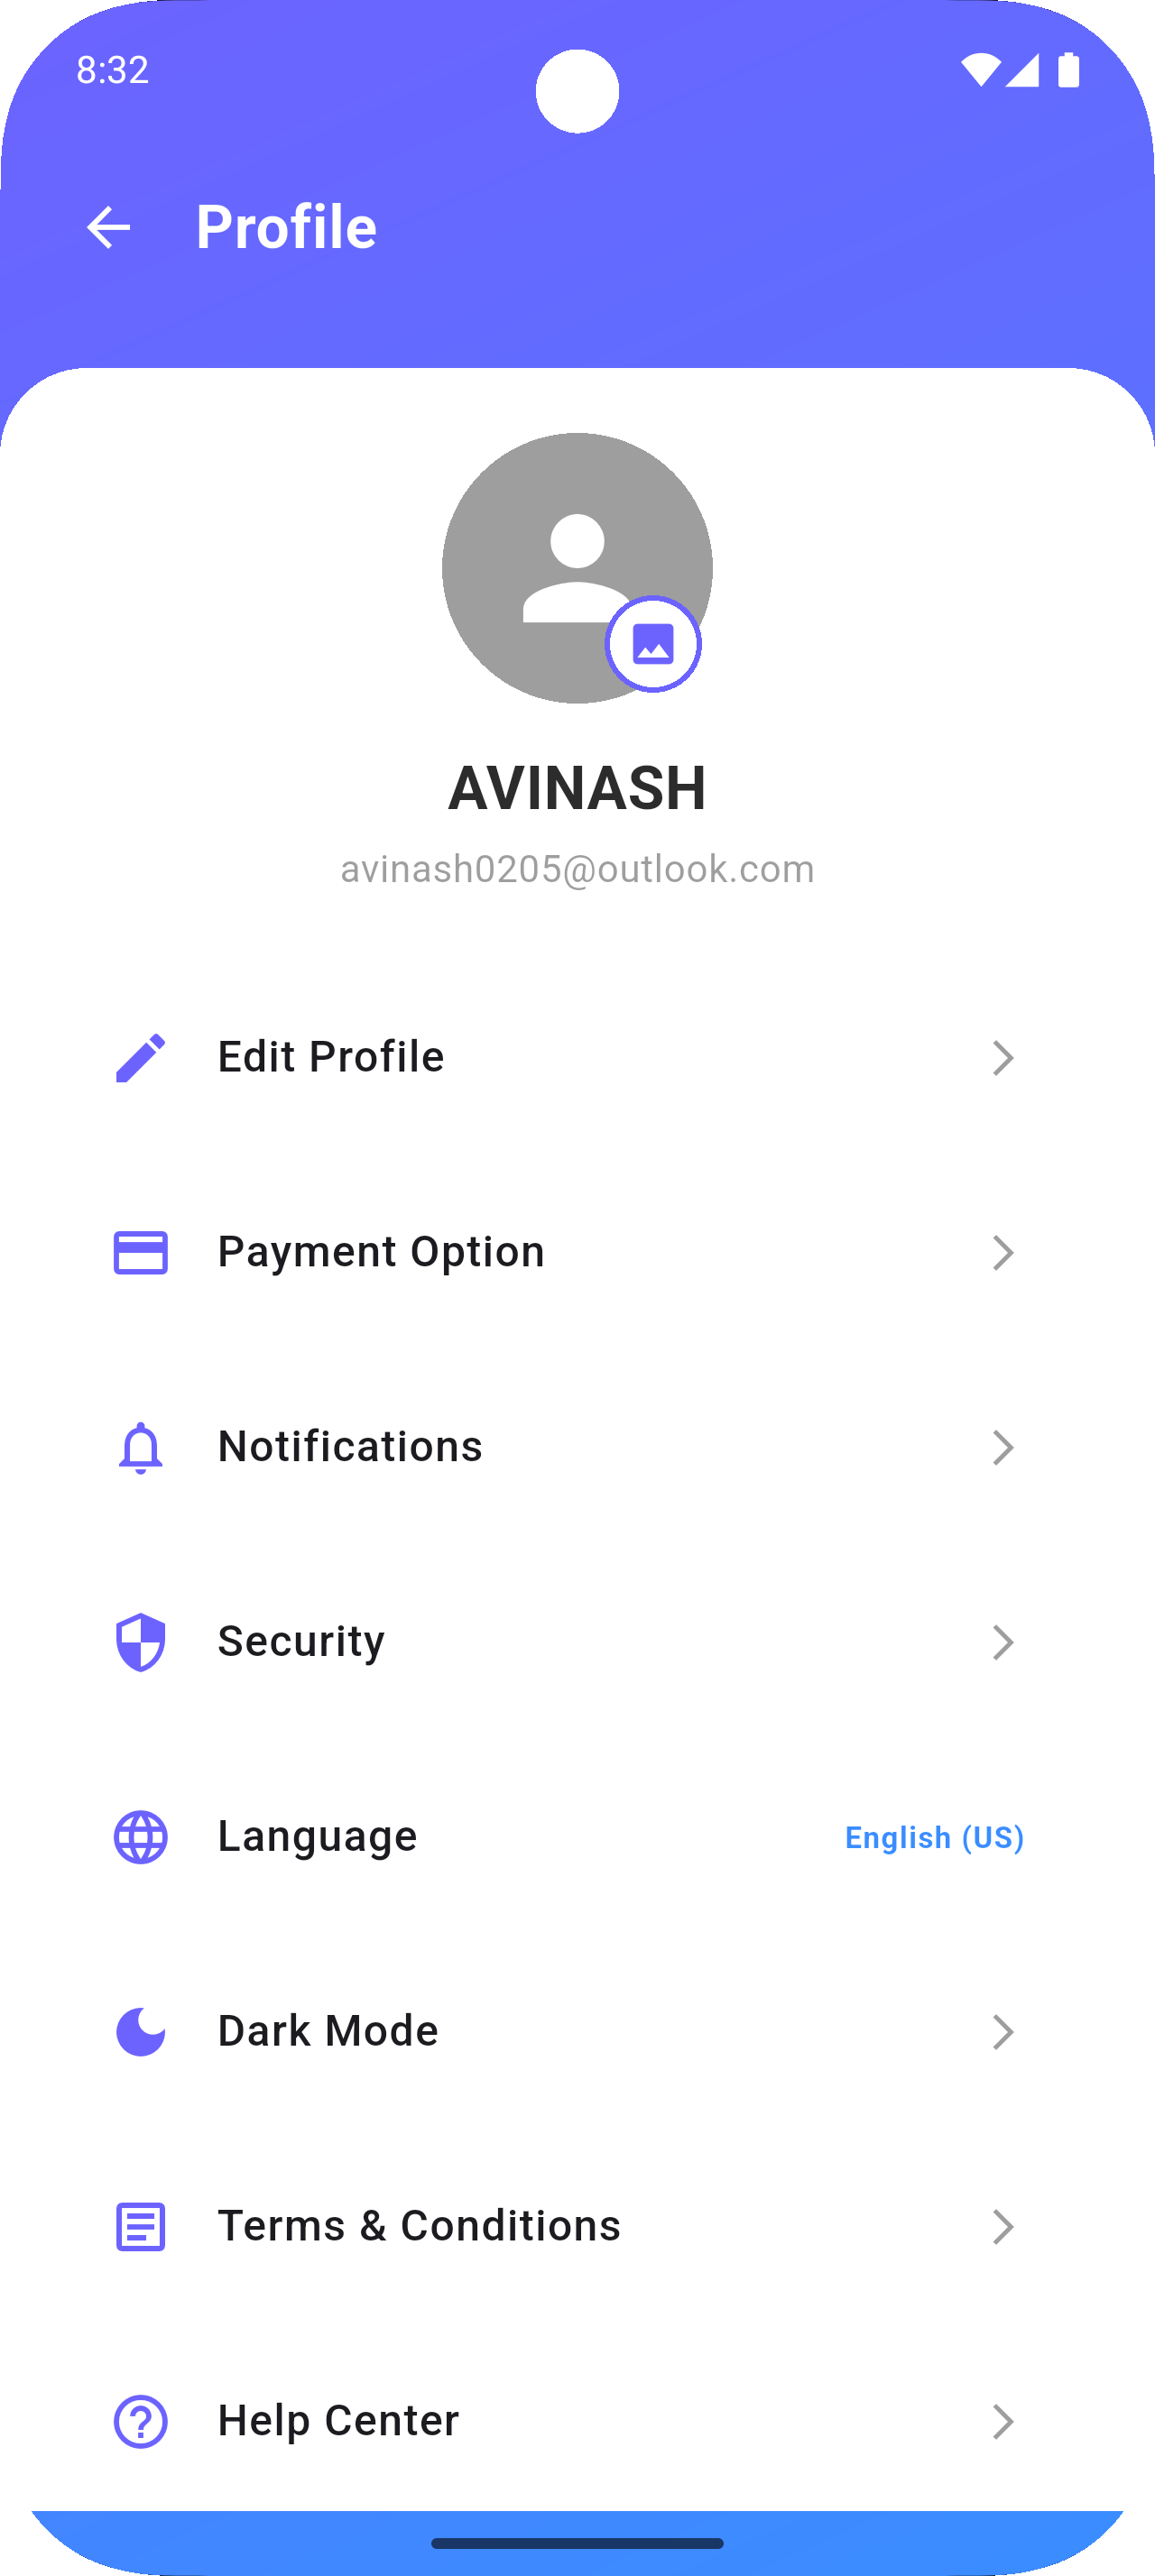 8:32
Profile
AVINASH
avinash0205@outlook.com
Edit Profile
Payment Option
Notifications
Security
Language English (US)
Dark Mode
Terms & Conditions
Help Center